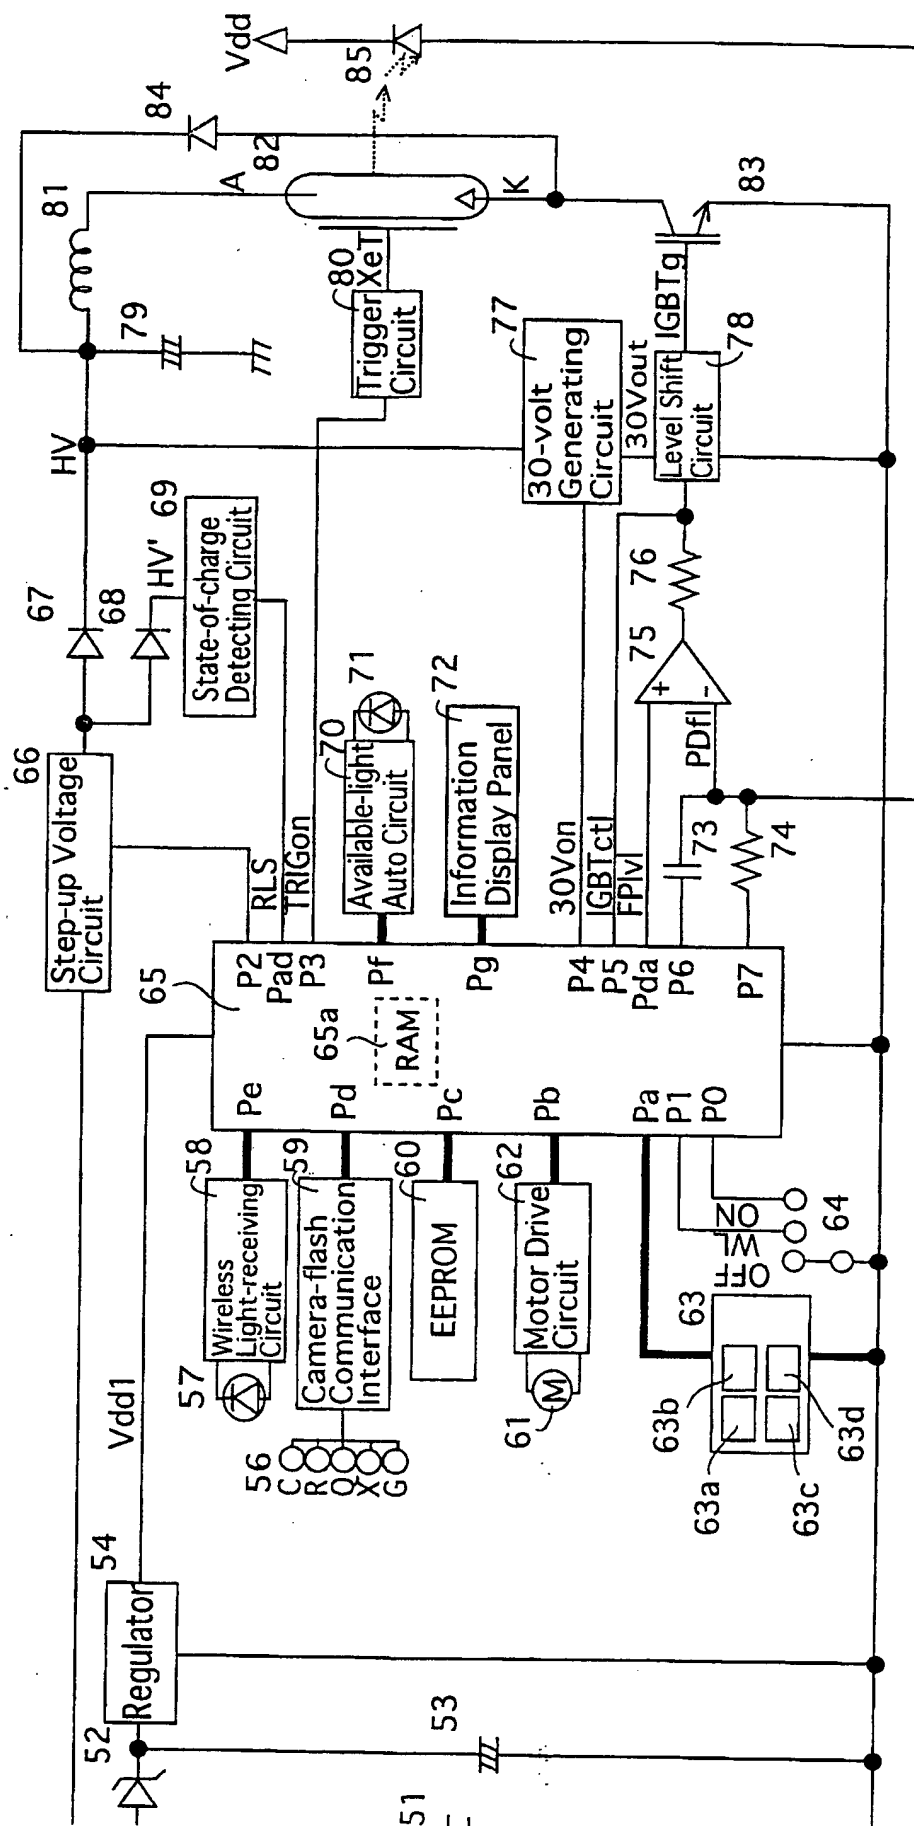 51
52
53
54
Regulator
Vdd1
56
C
R
Q
X
G
57
58
Wireless
Light-receiving
Circuit
59
Camera-flash
Communication
Interface
60
EEPROM
61
M
62
Motor Drive
Circuit
63
63a
63b
63c
63d
64
OFF
WL
ON
65
65a
RAM
Pe
Pd
Pc
Pb
Pa
P1
P0
P2
Pad
P3
Pf
Pg
P4
P5
Pda
P6
P7
66
Step-up Voltage
Circuit
67
68
HV'
69
State-of-charge
Detecting Circuit
RLS
TRIGon
70
Available-light
Auto Circuit
71
72
Information
Display Panel
30Von
IGBTctl
FPlvl
73
74
PDfl
75
+
-
76
77
30-volt
Generating
Circuit
30Vout
78
Level Shift
Circuit
IGBTg
HV
79
80
Trigger
Circuit
XeT
81
82
A
K
83
84
85
Vdd